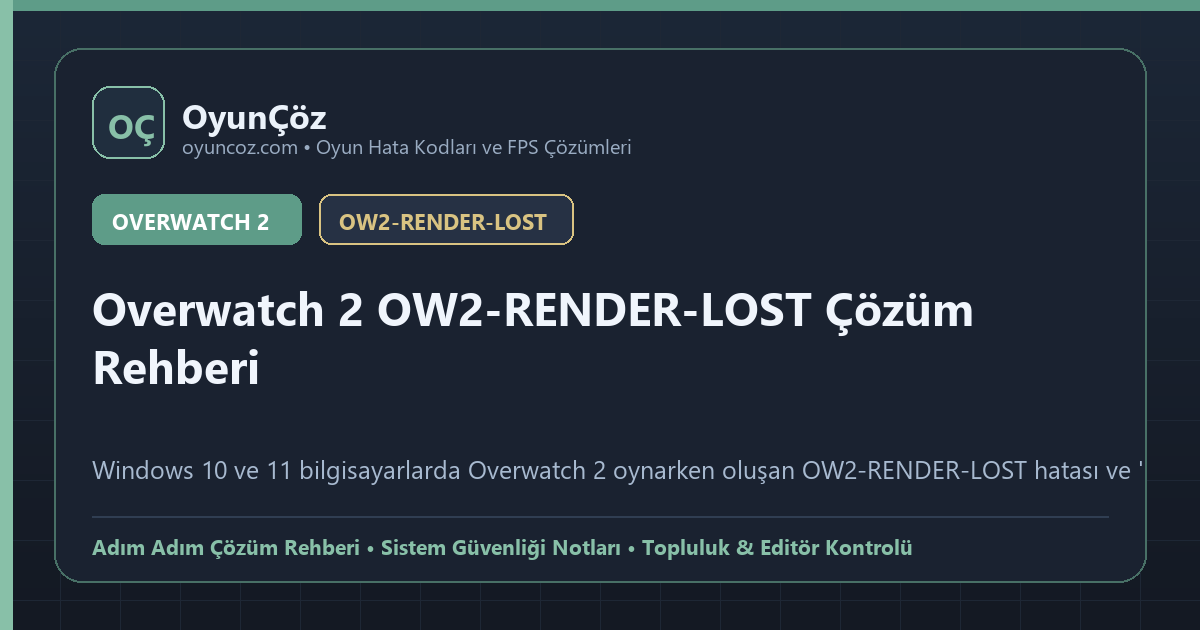 OÇ
OyunÇöz
oyuncoz.com • Oyun Hata Kodları ve FPS Çözümleri
OVERWATCH 2
OW2-RENDER-LOST
Overwatch 2 OW2-RENDER-LOST Çözüm
Rehberi
Windows 10 ve 11 bilgisayarlarda Overwatch 2 oynarken oluşan OW2-RENDER-LOST hatası ve '
Adım Adım Çözüm Rehberi • Sistem Güvenliği Notları • Topluluk & Editör Kontrolü